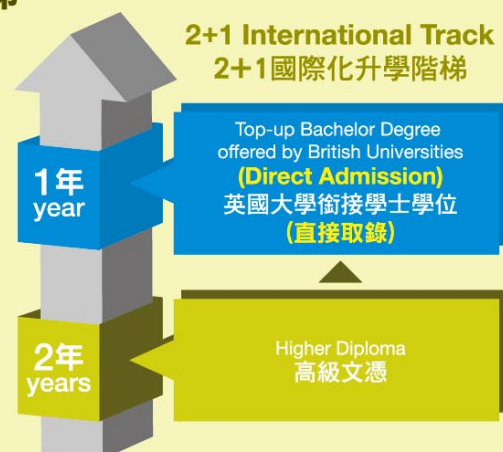 2+1 International Track
2+1國際化升學階梯
1年
year
Top-up Bachelor Degree
offered by British Universities
(Direct Admission)
英國大學銜接學士學位
(直接取錄)
2年
years
Higher Diploma
高級文憑